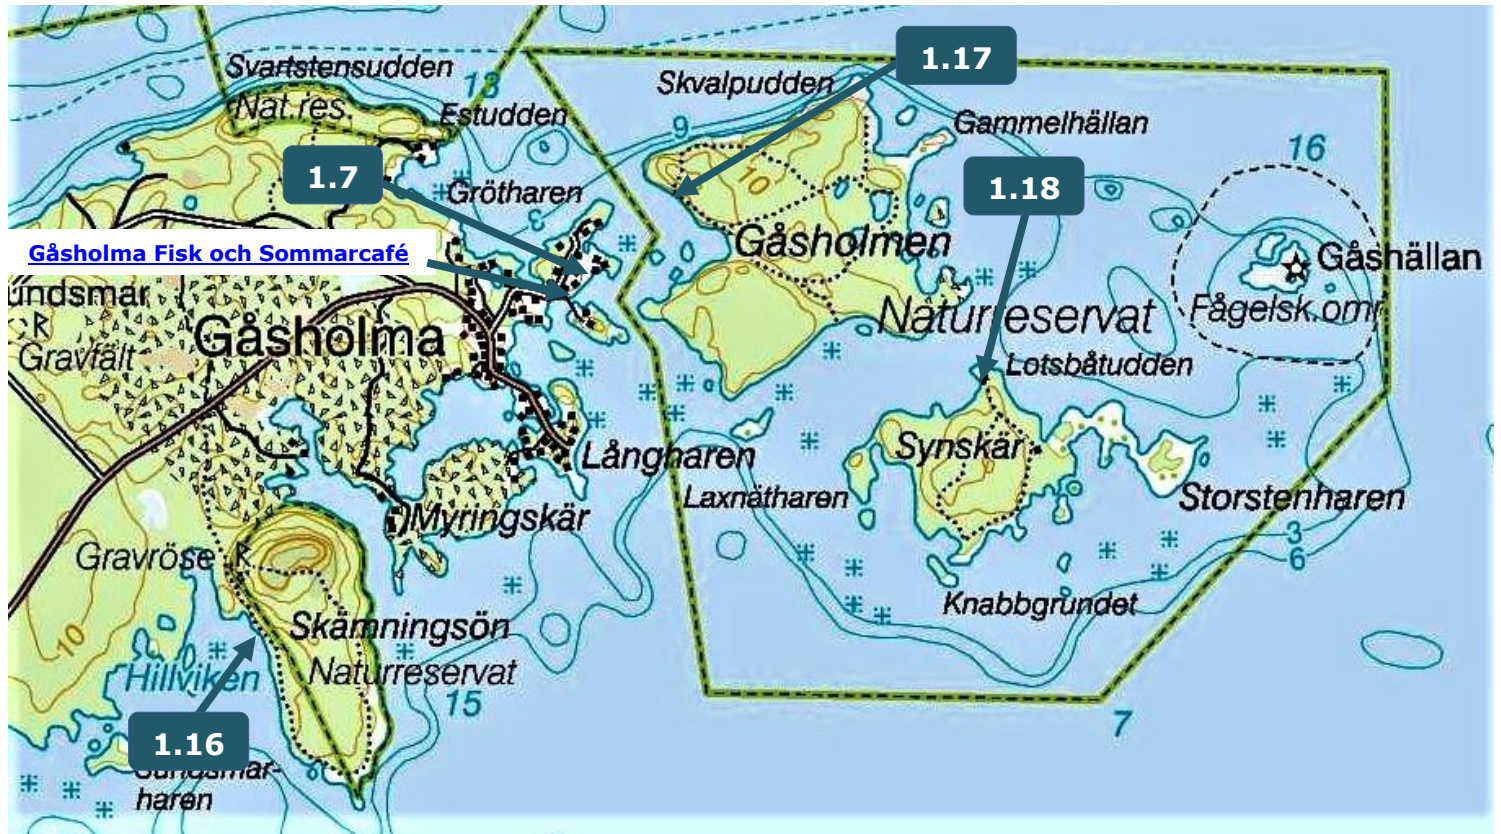 1.17
Svartstensudden
13
Skvalpudden
Nat.res.
Estudden
9
Gammelhällan
16
1.7
1.18
10
Grötharen
3
Gåsholma Fisk och Sommarcafé
Gåsholmen
Gåshällan
undsmar
R
Naturreservat
Fågelsk.omr
Gåsholma
Gravfält
Lotsbåtudden
Långharen
Synskär
Laxnätharen
Storstenharen
Myringskär
3
Gravröse
R
6
Knabbgrundet
10
Skämningsön
Hillviken
Naturreservat
15
7
1.16
haren